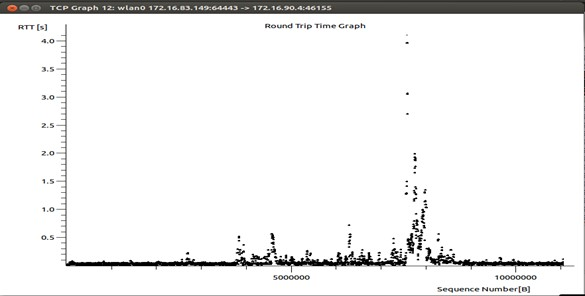 TCP Graph 12: wlan0 172.16.83.149:64443 -> 172.16.90.4:46155
RTT [s]
Round Trip Time Graph
4.0
3.5
3.0
2.5
2.0
1.5
1.0
0.5
5000000
10000000
Sequence Number[B]